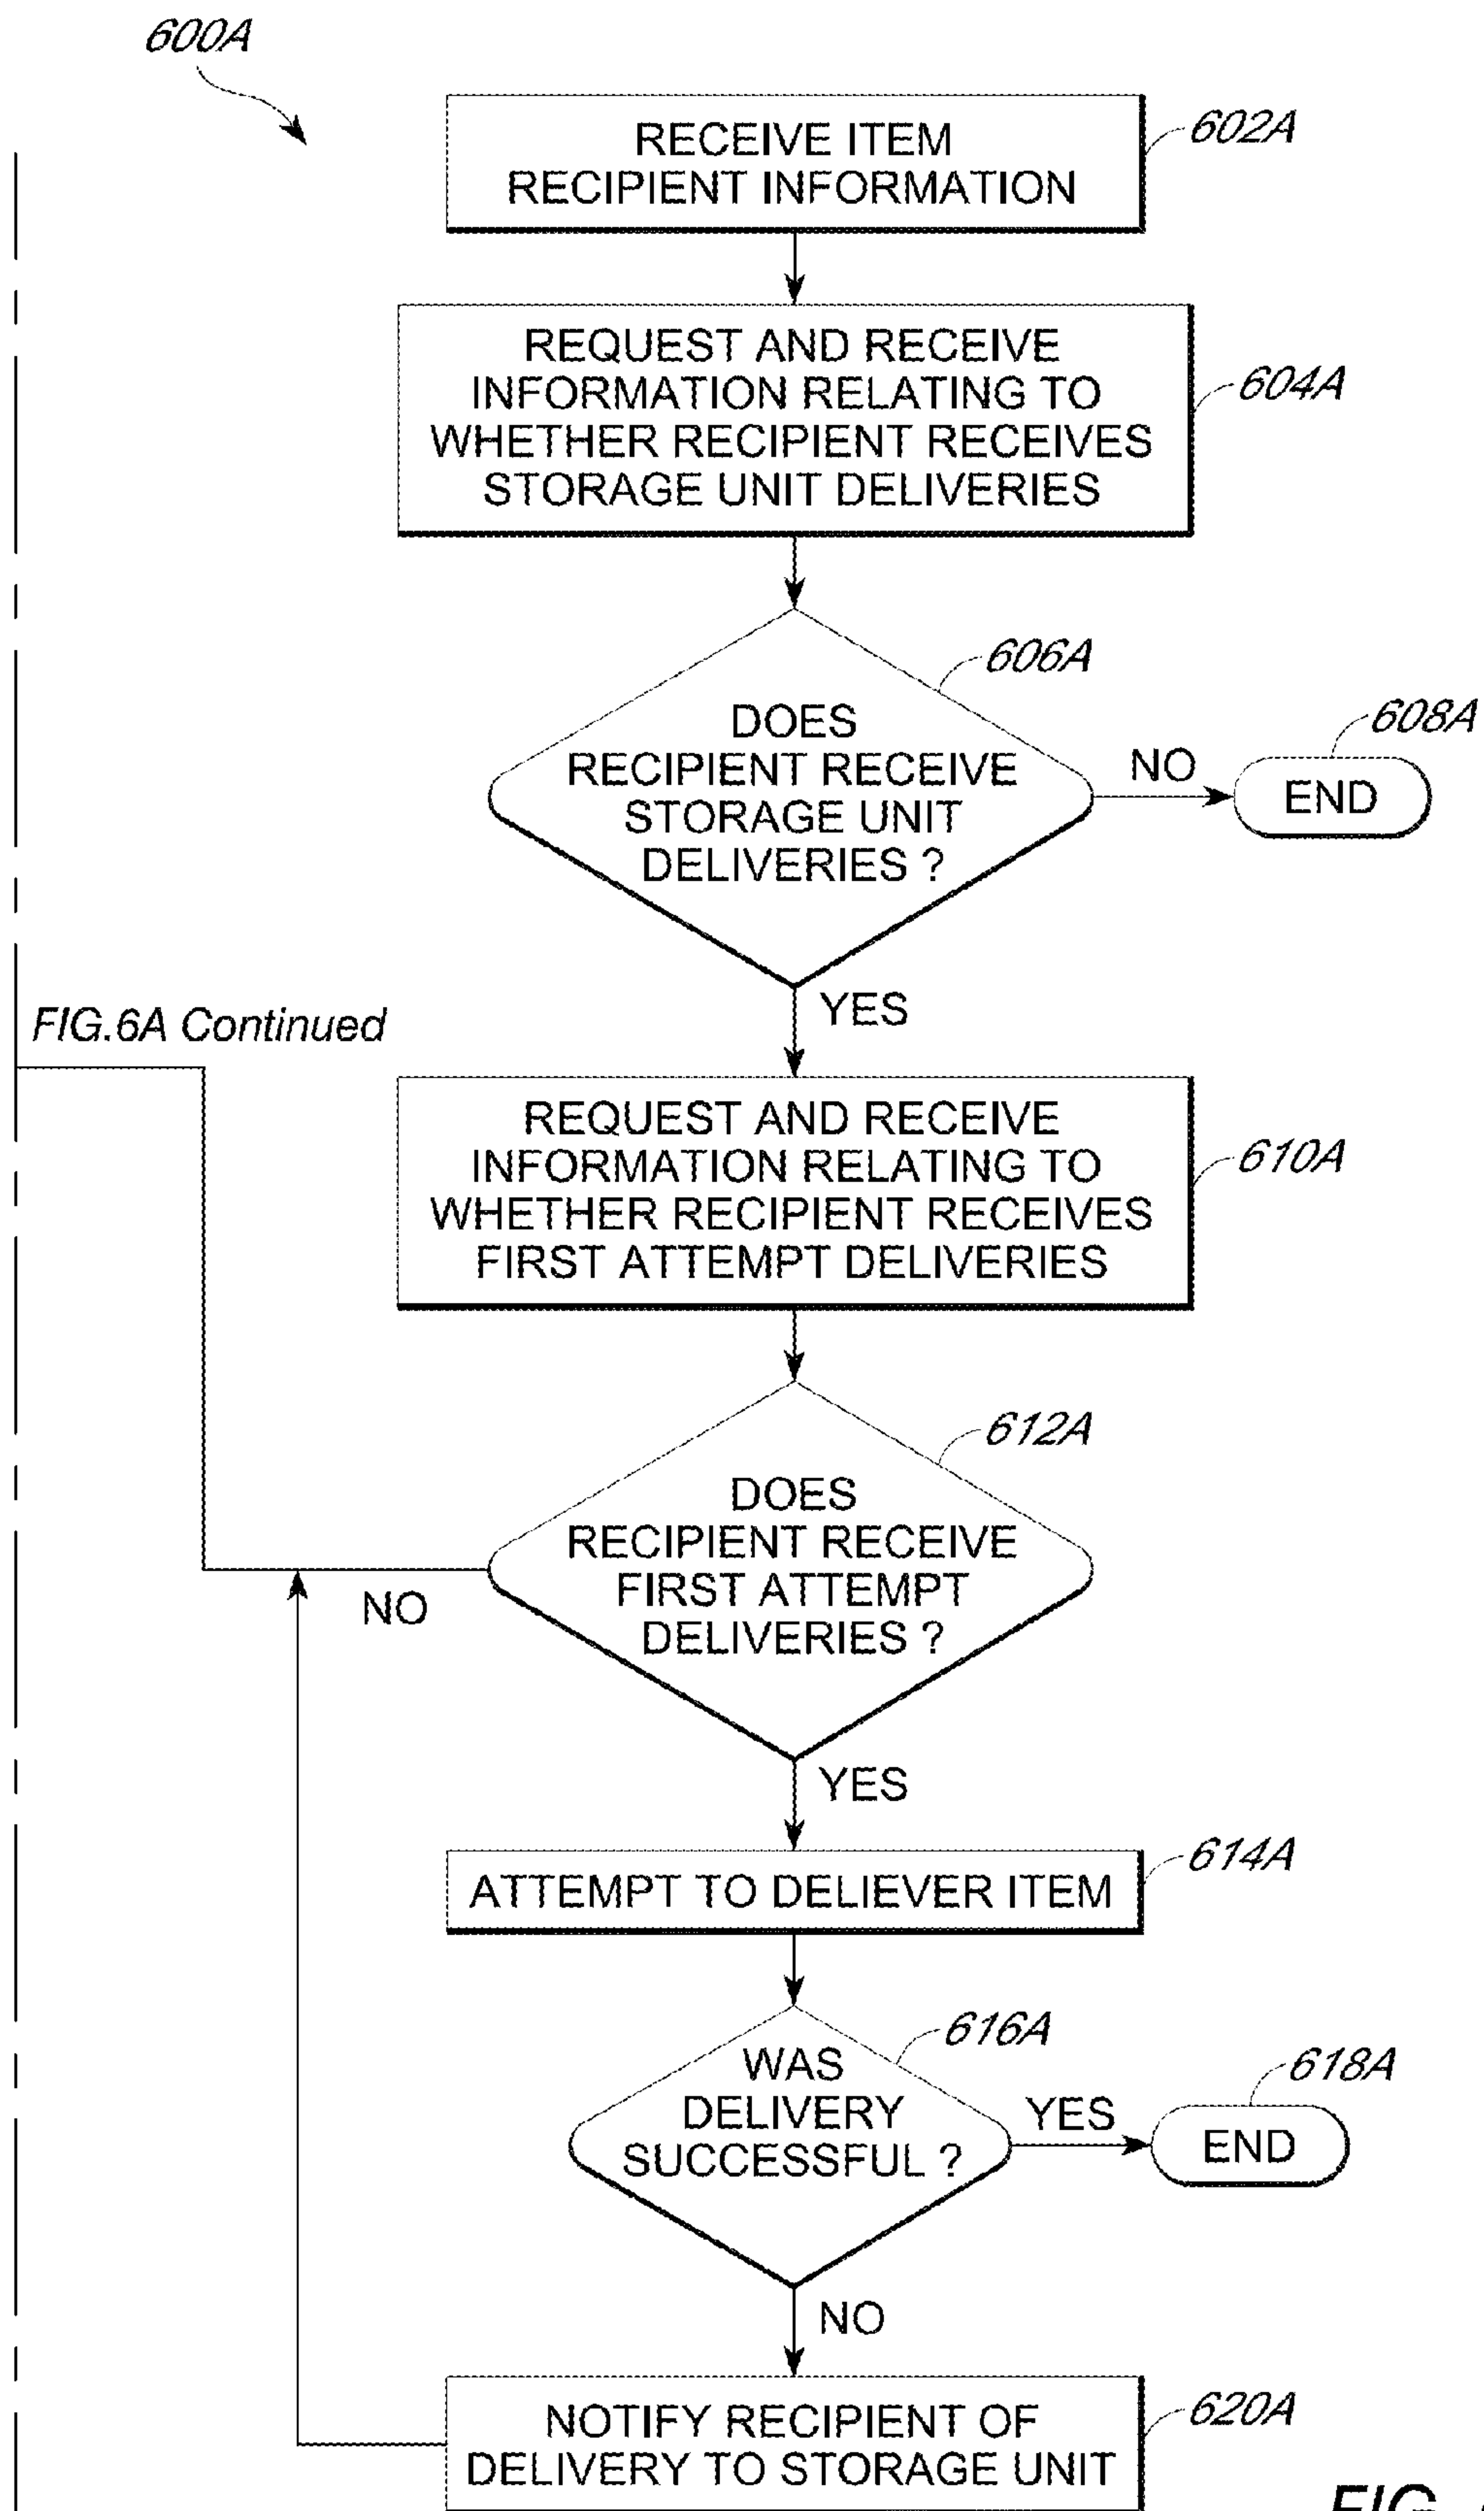 600A
RECEIVE ITEM
RECIPIENT INFORMATION
602A
REQUEST AND RECEIVE
INFORMATION RELATING TO
WHETHER RECIPIENT RECEIVES
STORAGE UNIT DELIVERIES
604A
606A
DOES
RECIPIENT RECEIVE
STORAGE UNIT
DELIVERIES ?
NO
608A
END
YES
FIG.6A Continued
REQUEST AND RECEIVE
INFORMATION RELATING TO
WHETHER RECIPIENT RECEIVES
FIRST ATTEMPT DELIVERIES
610A
612A
DOES
RECIPIENT RECEIVE
FIRST ATTEMPT
DELIVERIES ?
NO
YES
ATTEMPT TO DELIEVER ITEM
614A
616A
WAS
DELIVERY
SUCCESSFUL ?
YES
618A
END
NO
NOTIFY RECIPIENT OF
DELIVERY TO STORAGE UNIT
620A
FIG.